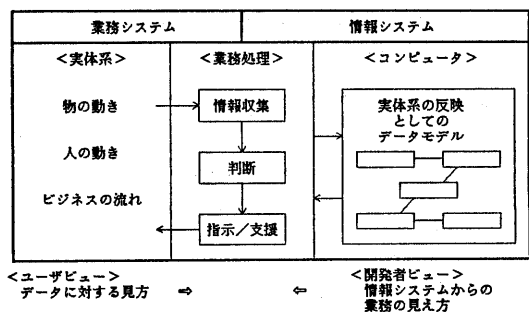 業務システム
情報システム
<実体系>
<業務処理>
<コンピュータ>
物の動き
人の動き
ビジネスの流れ
情報収集
判断
指示/支援
実体系の反映
としての
データモデル
<ユーザビュー>
データに対する見方 ⇒
⇐ <開発者ビュー>
情報システムからの
業務の見え方